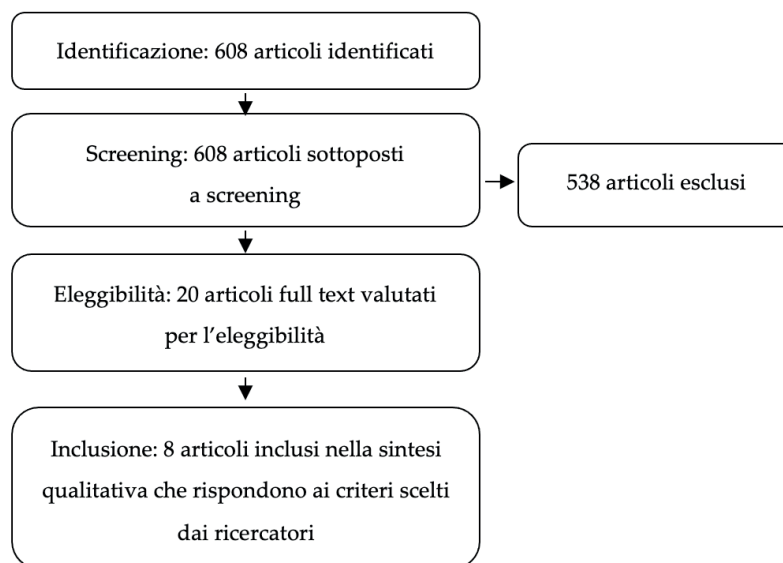 Identificazione: 608 articoli identificati
Screening: 608 articoli sottoposti
a screening
538 articoli esclusi
Eleggibilità: 20 articoli full text valutati
per l’eleggibilità
Inclusione: 8 articoli inclusi nella sintesi
qualitativa che rispondono ai criteri scelti
dai ricercatori